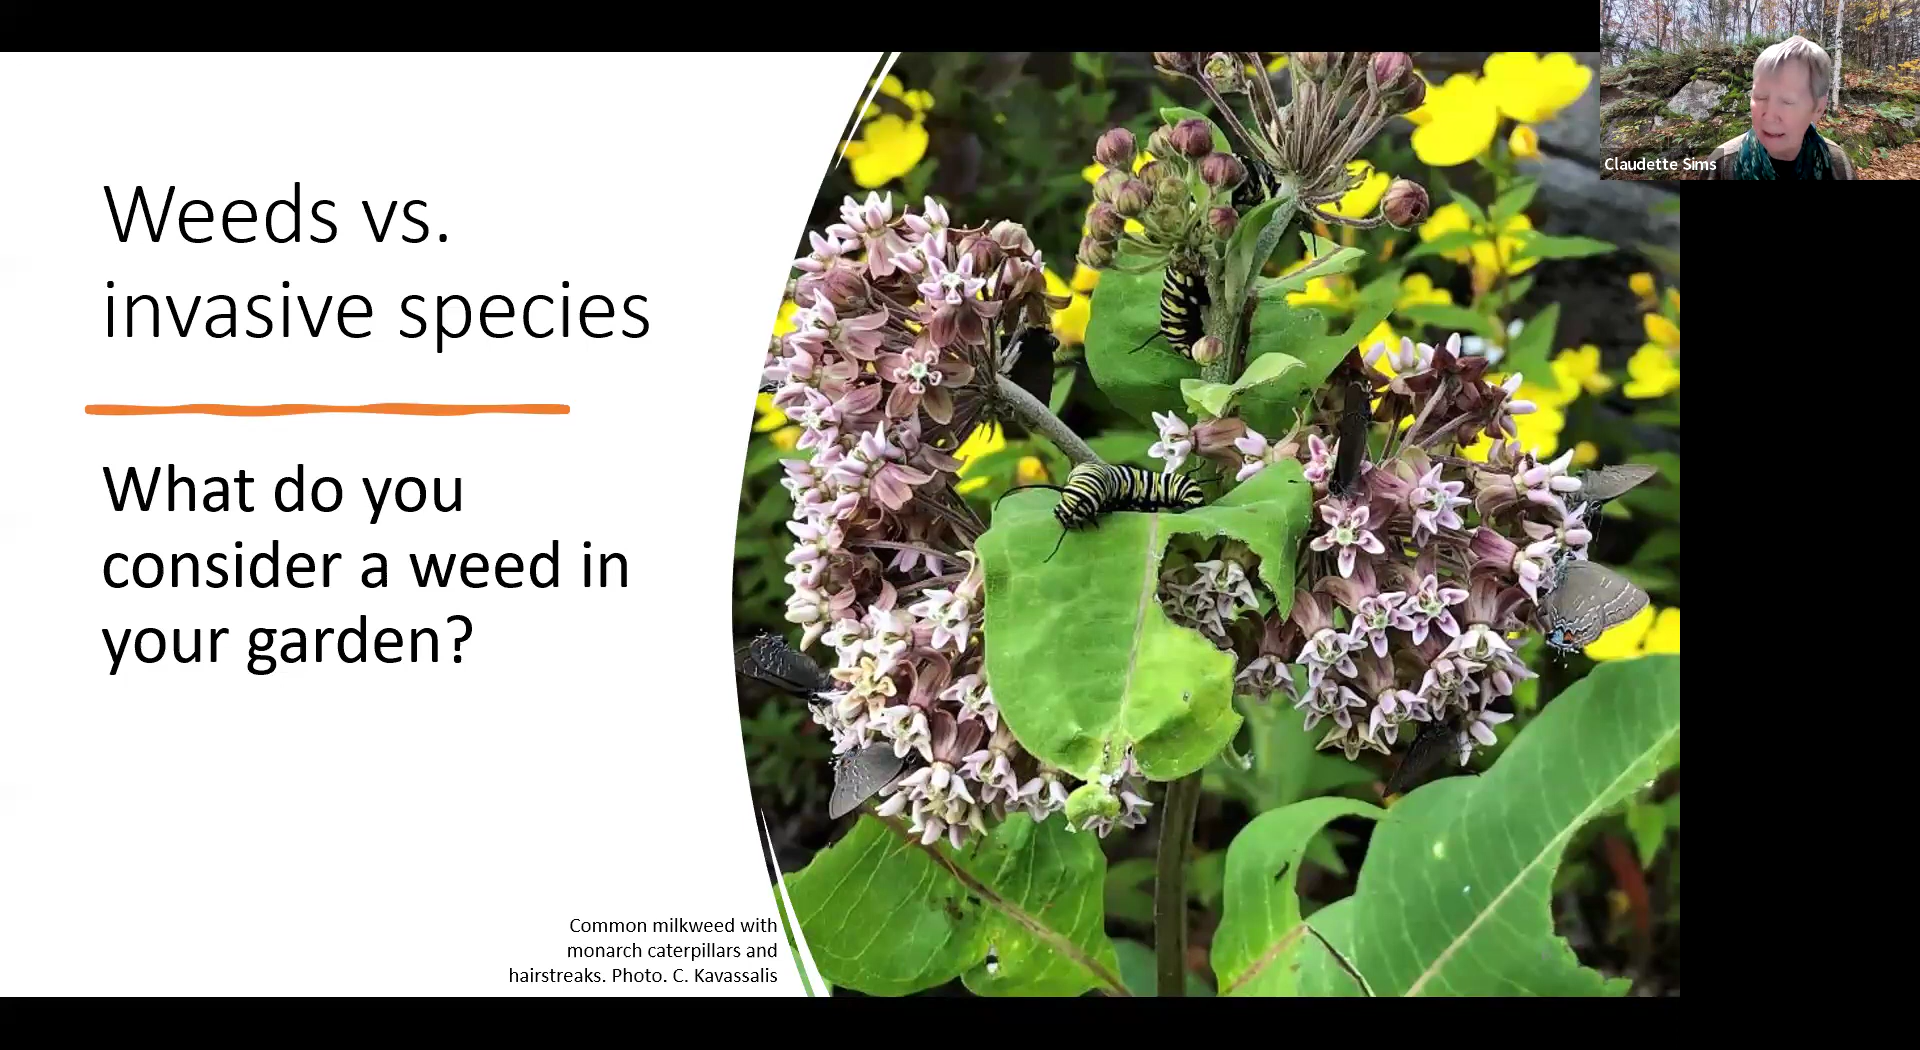 Weeds vs.
invasive species
What do you
consider a weed in
your garden?
Common milkweed with
monarch caterpillars and
hairstreaks. Photo. C. Kavassalis
Claudette Sims